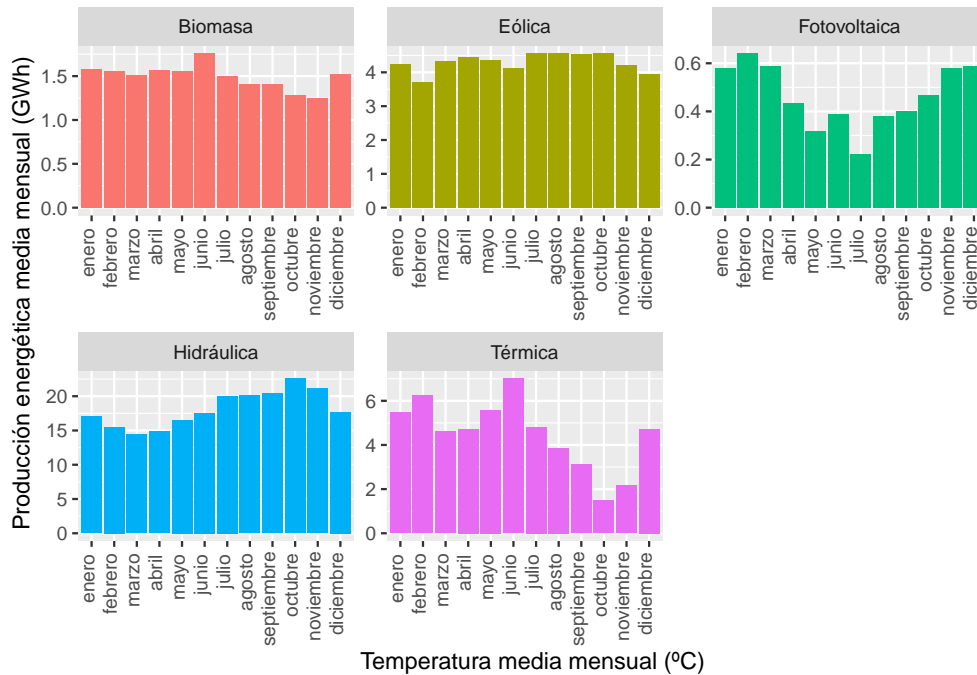 Producción energética media mensual (GWh)
Biomasa
1.5
1.0
0.5
0.0
enero
febrero
marzo
abril
mayo
junio
julio
agosto
septiembre
octubre
noviembre
diciembre
Eólica
4
3
2
1
0
enero
febrero
marzo
abril
mayo
junio
julio
agosto
septiembre
octubre
noviembre
diciembre
Fotovoltaica
0.6
0.4
0.2
0.0
enero
febrero
marzo
abril
mayo
junio
julio
agosto
septiembre
octubre
noviembre
diciembre
Hidráulica
20
15
10
5
0
enero
febrero
marzo
abril
mayo
junio
julio
agosto
septiembre
octubre
noviembre
diciembre
Térmica
6
4
2
0
enero
febrero
marzo
abril
mayo
junio
julio
agosto
septiembre
octubre
noviembre
diciembre
Temperatura media mensual (ºC)